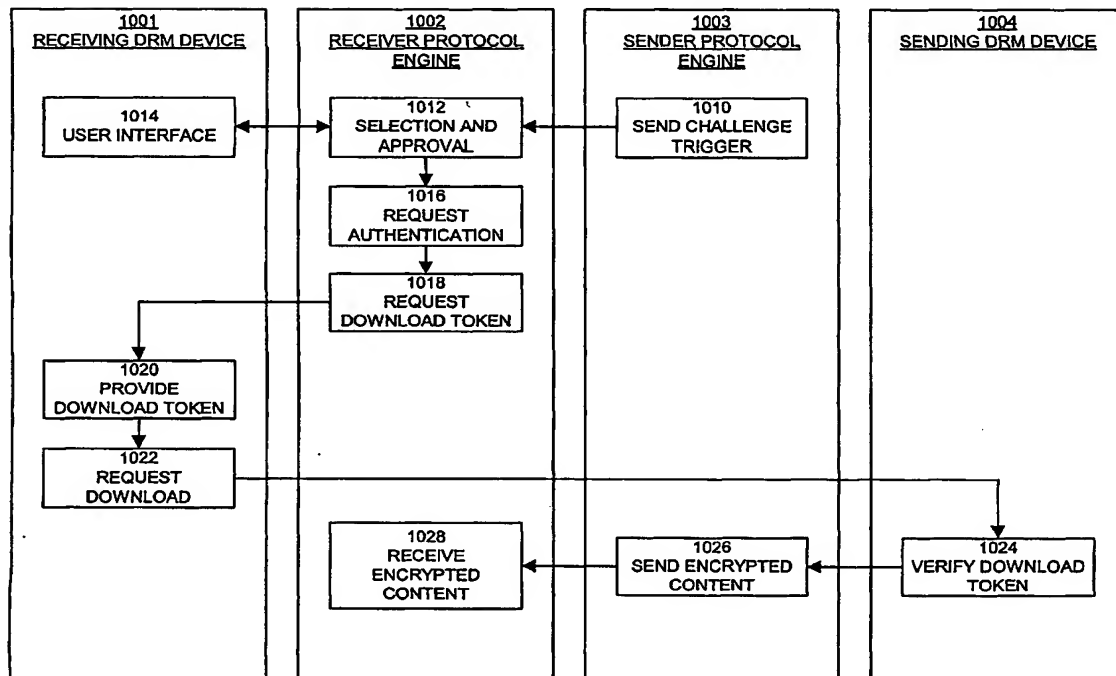 1001
RECEIVING DRM DEVICE
1002
RECEIVER PROTOCOL
ENGINE
1003
SENDER PROTOCOL
ENGINE
1004
SENDING DRM DEVICE
1014
USER INTERFACE
1012
SELECTION AND
APPROVAL
1010
SEND CHALLENGE
TRIGGER
1016
REQUEST
AUTHENTICATION
1018
REQUEST
DOWNLOAD TOKEN
1020
PROVIDE
DOWNLOAD TOKEN
1022
REQUEST
DOWNLOAD
1028
RECEIVE
ENCRYPTED
CONTENT
1026
SEND ENCRYPTED
CONTENT
1024
VERIFY DOWNLOAD
TOKEN